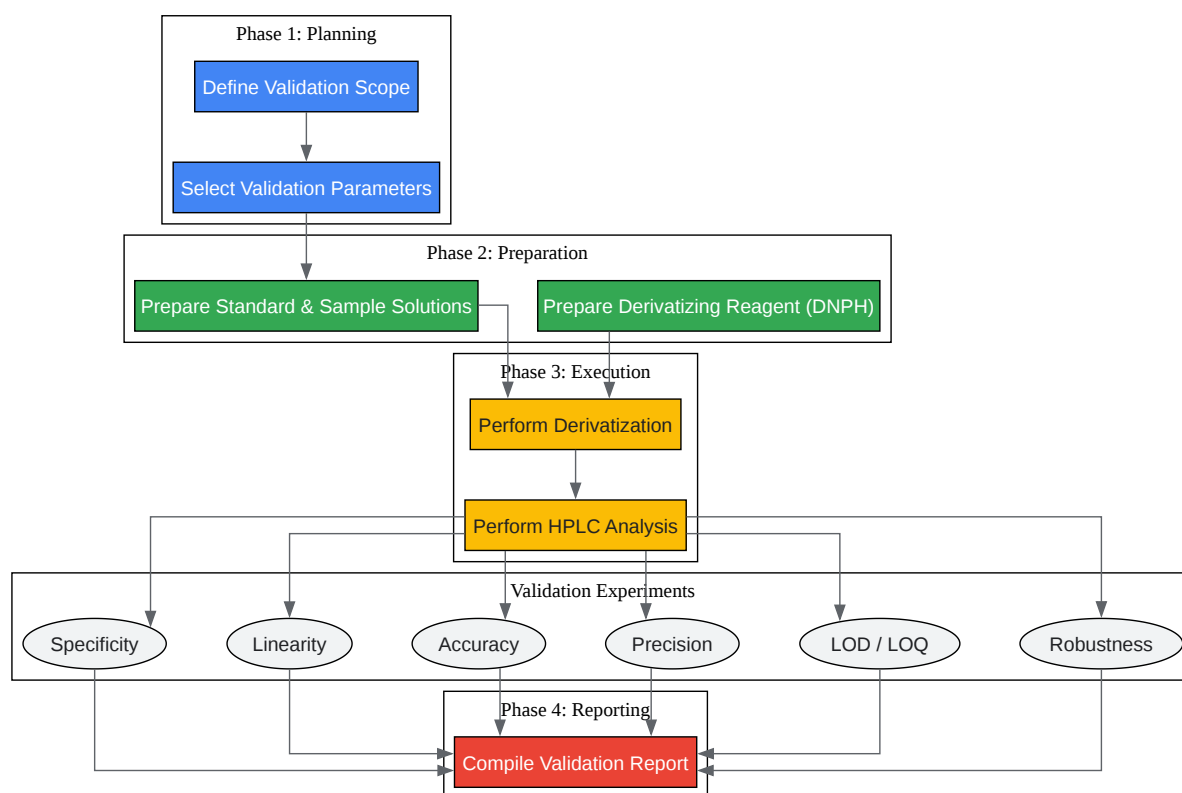 Phase 1: Planning
Define Validation Scope
Select Validation Parameters
Phase 2: Preparation
Prepare Standard & Sample Solutions
Prepare Derivatizing Reagent (DNPH)
Phase 3: Execution
Perform Derivatization
Perform HPLC Analysis
Validation Experiments
Specificity
Linearity
Accuracy
Precision
LOD / LOQ
Robustness
Phase 4: Reporting
Compile Validation Report